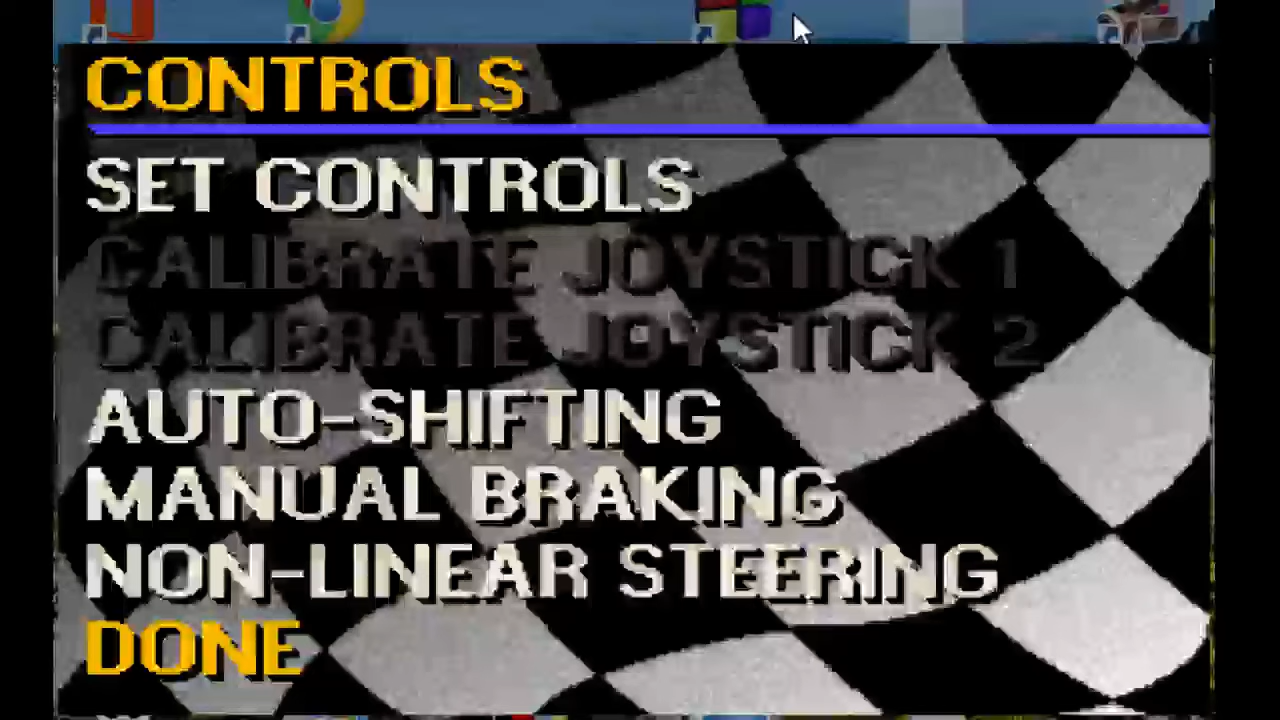 CONTROLS
SET CONTROLS
CALIBRATE JOYSTICK 1
CALIBRATE JOYSTICK 2
AUTO-SHIFTING
MANUAL BRAKING
NON-LINEAR STEERING
DONE